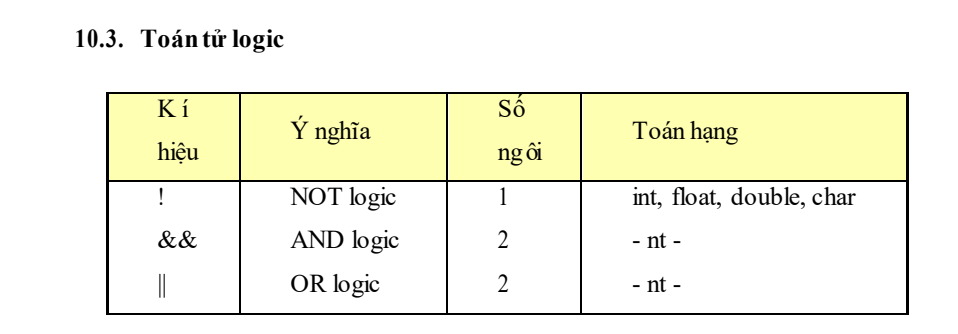 10.3. Toán tử logic
Kí hiệu Ý nghĩa Số ngôi Toán hạng
! NOT logic 1 int, float, double, char
&& AND logic 2 - nt -
|| OR logic 2 - nt -